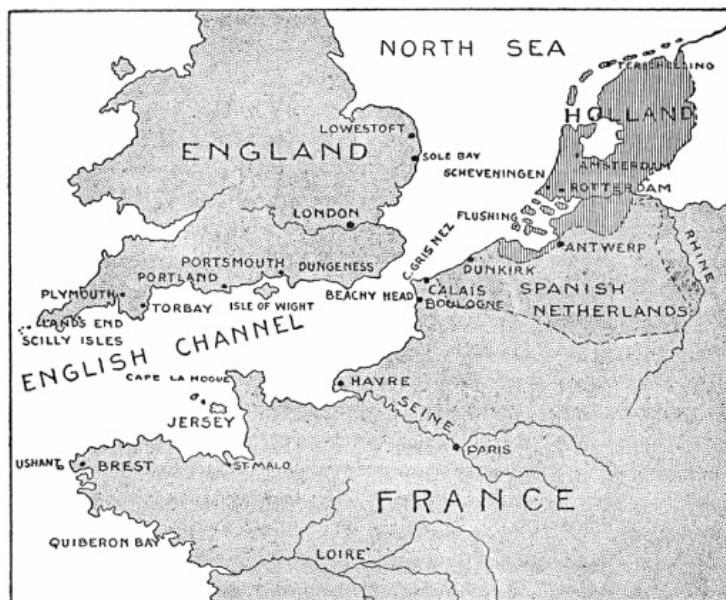 NORTH SEA
TERSCHELLING
HOLLAND
LOWESTOFT
ENGLAND
SOLE BAY
AMSTERDAM
SCHEVENINGEN
ROTTERDAM
LONDON
FLUSHING
C. GRIS NEZ
ANTWERP
RHINE
PORTSMOUTH
DUNGENESS
DUNKIRK
PORTLAND
CALAIS
SPANISH
NETHERLANDS
PLYMOUTH
TORBAY
ISLE OF WIGHT
BEACHY HEAD
BOULOGNE
LANDS END
SCILLY ISLES
ENGLISH CHANNEL
CAPE LA HOGUE
HAVRE
JERSEY
SEINE
PARIS
USHANT
BREST
ST. MALO
FRANCE
QUIBERON BAY
LOIRE